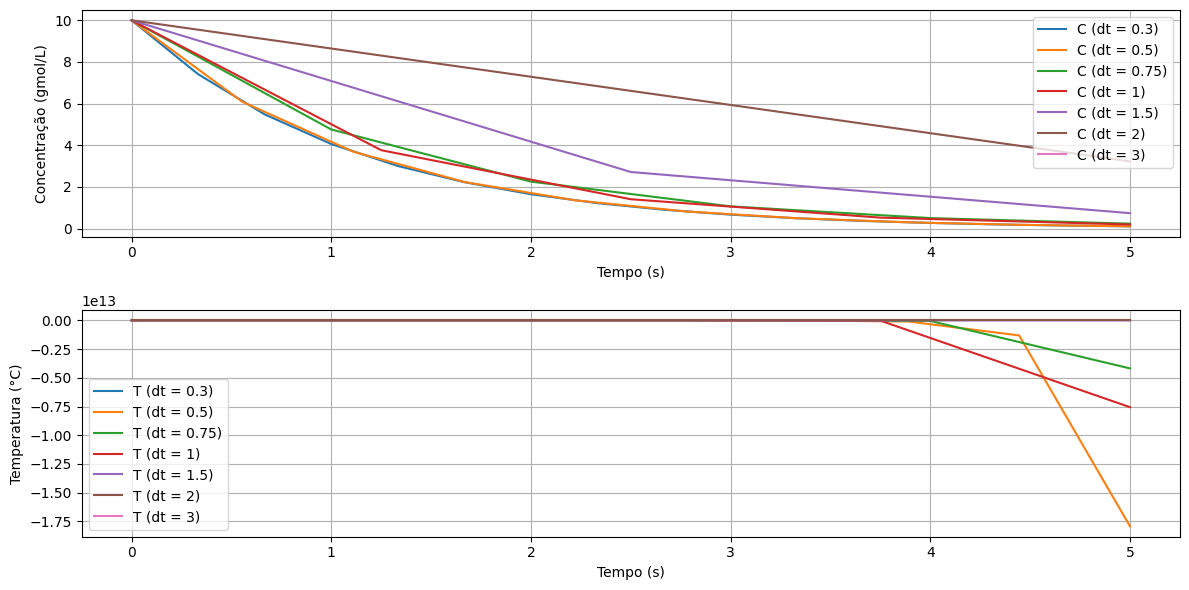 10
8
6
4
2
0
Concentração (gmol/L)
C (dt = 0.3)
C (dt = 0.5)
C (dt = 0.75)
C (dt = 1)
C (dt = 1.5)
C (dt = 2)
C (dt = 3)
0 1 2 3 4 5
Tempo (s)
1e13
0.00
−0.25
−0.50
−0.75
−1.00
−1.25
−1.50
−1.75
Temperatura (°C)
T (dt = 0.3)
T (dt = 0.5)
T (dt = 0.75)
T (dt = 1)
T (dt = 1.5)
T (dt = 2)
T (dt = 3)
0 1 2 3 4 5
Tempo (s)